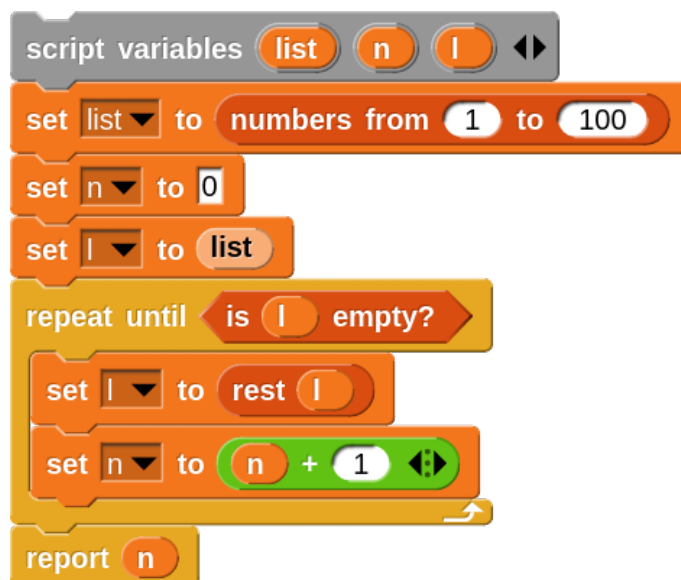 script variables list n l
set list to numbers from 1 to 100
set n to 0
set l to list
repeat until is l empty?
set l to rest l
set n to n + 1
report n